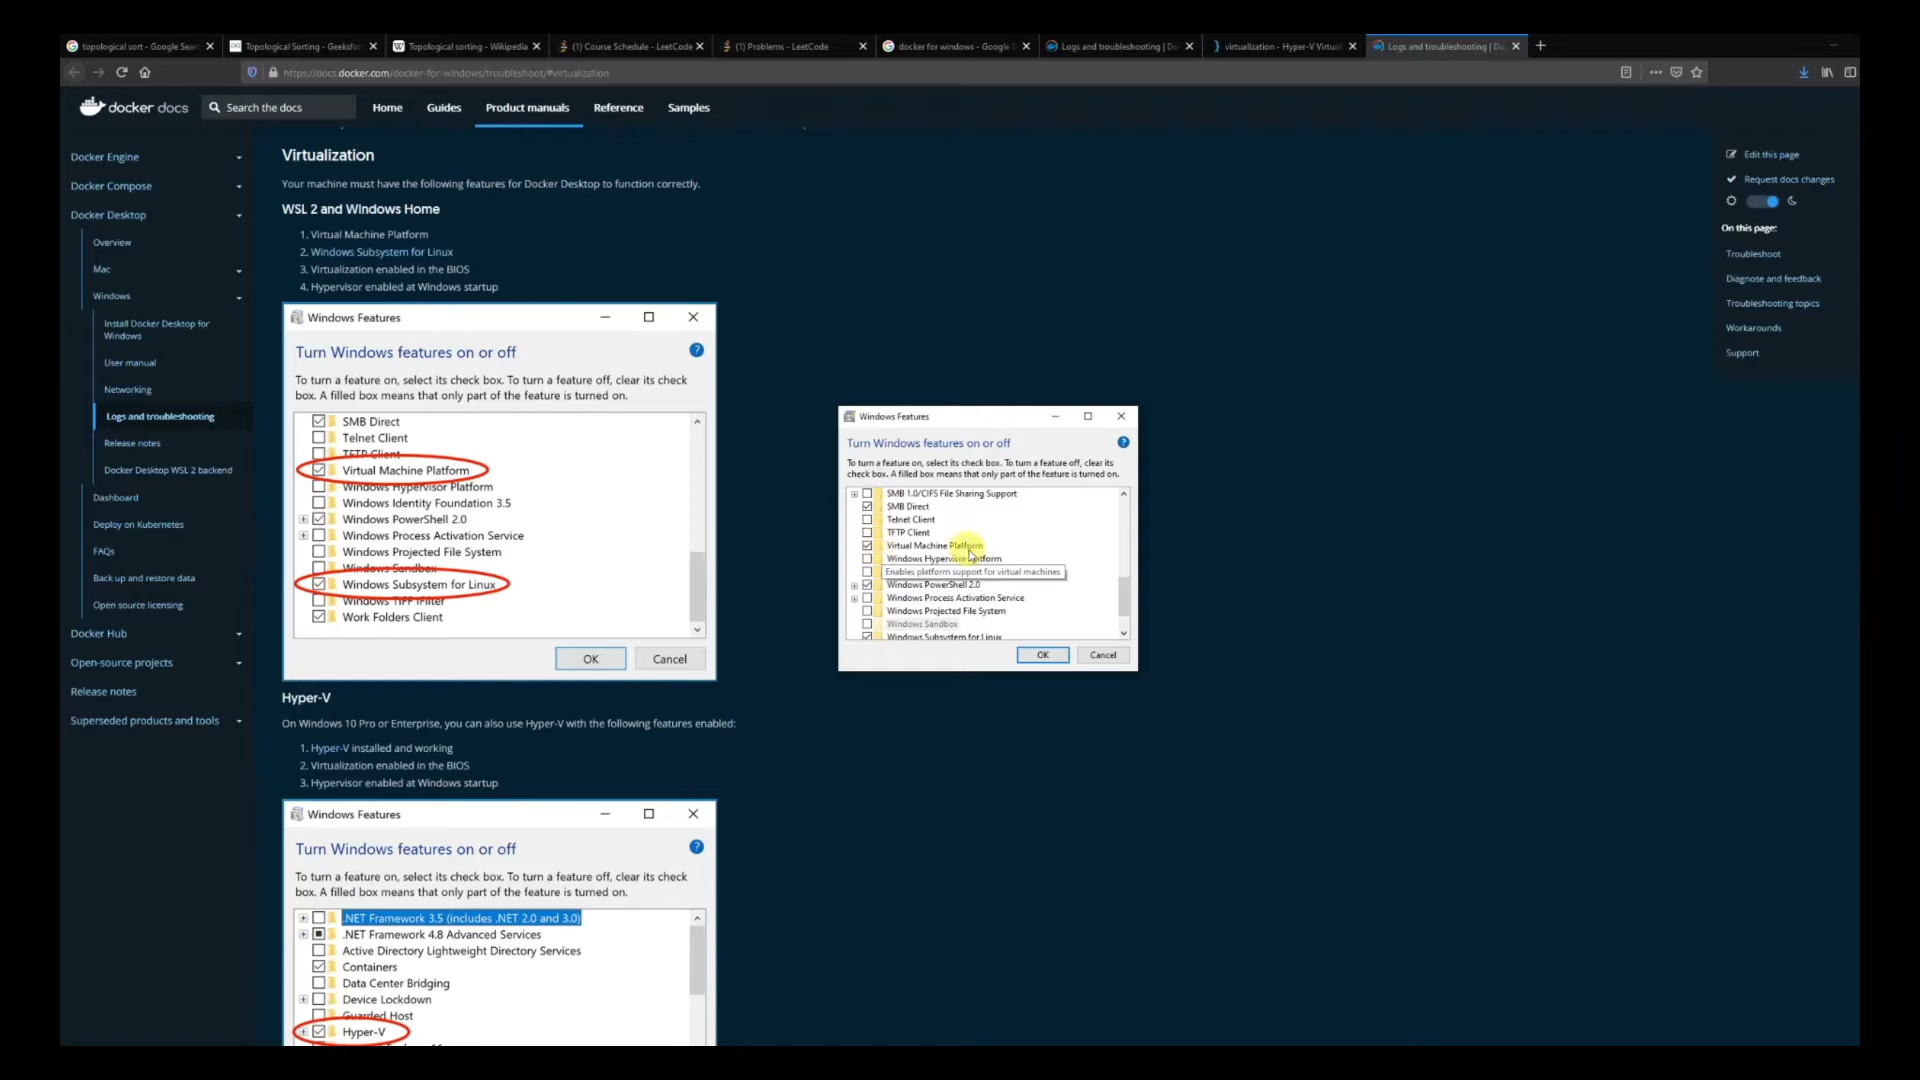 topological sort - Google Sear
Topological Sorting - Geeksfor
Topological sorting - Wikipedia
(1) Course Schedule - LeetCode
(1) Problems - LeetCode
docker for windows - Google S
Logs and troubleshooting | Do
virtualization - Hyper-V Virtual
Logs and troubleshooting | Do
https://docs.docker.com/docker-for-windows/troubleshoot/#virtualization
docker docs
Search the docs
Home
Guides
Product manuals
Reference
Samples
Docker Engine
Docker Compose
Docker Desktop
Overview
Mac
Windows
Install Docker Desktop for
Windows
User manual
Networking
Logs and troubleshooting
Release notes
Docker Desktop WSL 2 backend
Dashboard
Deploy on Kubernetes
FAQs
Back up and restore data
Open source licensing
Docker Hub
Open-source projects
Release notes
Superseded products and tools
Virtualization
Your machine must have the following features for Docker Desktop to function correctly.
WSL 2 and Windows Home
1. Virtual Machine Platform
2. Windows Subsystem for Linux
3. Virtualization enabled in the BIOS
4. Hypervisor enabled at Windows startup
Windows Features
Turn Windows features on or off
To turn a feature on, select its check box. To turn a feature off, clear its check
box. A filled box means that only part of the feature is turned on.
SMB Direct
Telnet Client
TFTP Client
Virtual Machine Platform
Windows Hypervisor Platform
Windows Identity Foundation 3.5
Windows PowerShell 2.0
Windows Process Activation Service
Windows Projected File System
Windows Sandbox
Windows Subsystem for Linux
Windows TIFF IFilter
Work Folders Client
OK
Cancel
Hyper-V
On Windows 10 Pro or Enterprise, you can also use Hyper-V with the following features enabled:
1. Hyper-V installed and working
2. Virtualization enabled in the BIOS
3. Hypervisor enabled at Windows startup
Windows Features
Turn Windows features on or off
To turn a feature on, select its check box. To turn a feature off, clear its check
box. A filled box means that only part of the feature is turned on.
.NET Framework 3.5 (includes .NET 2.0 and 3.0)
.NET Framework 4.8 Advanced Services
Active Directory Lightweight Directory Services
Containers
Data Center Bridging
Device Lockdown
Guarded Host
Hyper-V
Windows Features
Turn Windows features on or off
To turn a feature on, select its check box. To turn a feature off, clear its
check box. A filled box means that only part of the feature is turned on.
SMB 1.0/CIFS File Sharing Support
SMB Direct
Telnet Client
TFTP Client
Virtual Machine Platform
Windows Hypervisor Platform
Enables platform support for virtual machines
Windows PowerShell 2.0
Windows Process Activation Service
Windows Projected File System
Windows Sandbox
Windows Subsystem for Linux
OK
Cancel
Edit this page
Request docs changes
On this page:
Troubleshoot
Diagnose and feedback
Troubleshooting topics
Workarounds
Support